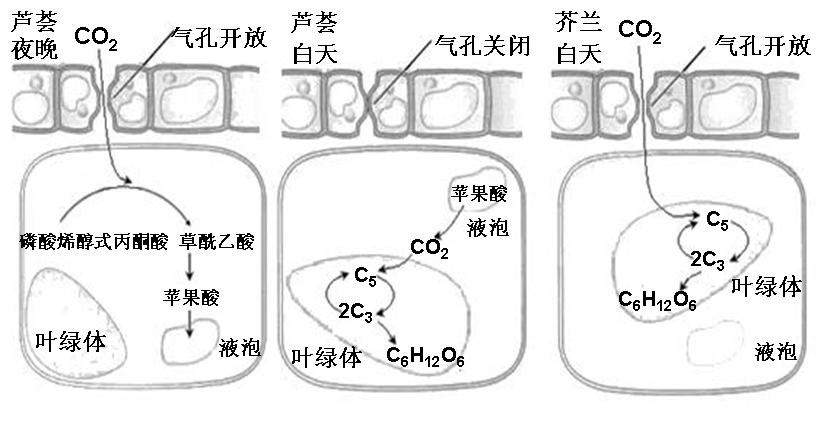 芦荟
夜晚
CO2
气孔开放
磷酸烯醇式丙酮酸
草酰乙酸
苹果酸
叶绿体
液泡
芦荟
白天
气孔关闭
苹果酸
液泡
CO2
C5
2C3
叶绿体
C6H12O6
芥兰
白天
CO2
气孔开放
C5
2C3
C6H12O6
叶绿体
液泡